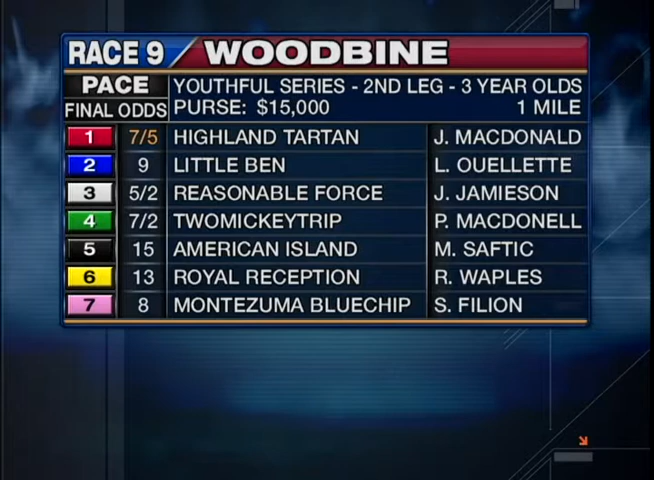 RACE 9 / WOODBINE
PACE
YOUTHFUL SERIES - 2ND LEG - 3 YEAR OLDS
FINAL ODDS PURSE: $15,000 1 MILE
1 7/5 HIGHLAND TARTAN J. MACDONALD
2 9 LITTLE BEN L. OUELLETTE
3 5/2 REASONABLE FORCE J. JAMIESON
4 7/2 TWOMICKEYTRIP P. MACDONELL
5 15 AMERICAN ISLAND M. SAFTIC
6 13 ROYAL RECEPTION R. WAPLES
7 8 MONTEZUMA BLUECHIP S. FILION